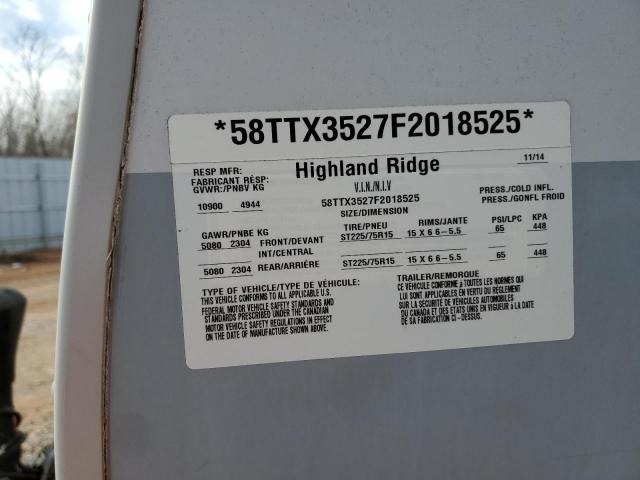 *58TTX3527F2018525*
RESP MFR: Highland Ridge 11/14
FABRICANT RESP:
GVWR:/PNBV KG V.I.N./N.I.V PRESS./COLD INFL.
10900 4944 58TTX3527F2018525 PRESS./GONFL FROID
SIZE/DIMENSION
GAWR/PNBE KG TIRE/PNEU RIMS/JANTE PSI/LPC KPA
5080 2304 FRONT/DEVANT ST225/75R15 15 X 6 6-5.5 65 448
INT/CENTRAL
5080 2304 REAR/ARRIÈRE ST225/75R15 15 X 6 6-5.5 65 448
TYPE OF VEHICLE/TYPE DE VÉHICULE: TRAILER/REMORQUE
THIS VEHICLE CONFORMS TO ALL APPLICABLE U.S. CE VÉHICULE EST CONFORME À TOUTES LES NORMES QUI
FEDERAL MOTOR VEHICLE SAFETY STANDARDS AND LUI SONT APPLICABLES EN VERTU DU RÈGLEMENT
STANDARDS PRESCRIBED UNDER THE CANADIAN SUR LA SÉCURITÉ DE VÉHICULES AUTOMOBILES
MOTOR VEHICLE SAFETY REGULATIONS IN EFFECT DU CANADA ET DES NORMS U.S. EN VIGUEUR À LA DATE
ON THE DATE OF MANUFACTURE SHOWN ABOVE. DE SA FABRICATION CI-DESSUS.